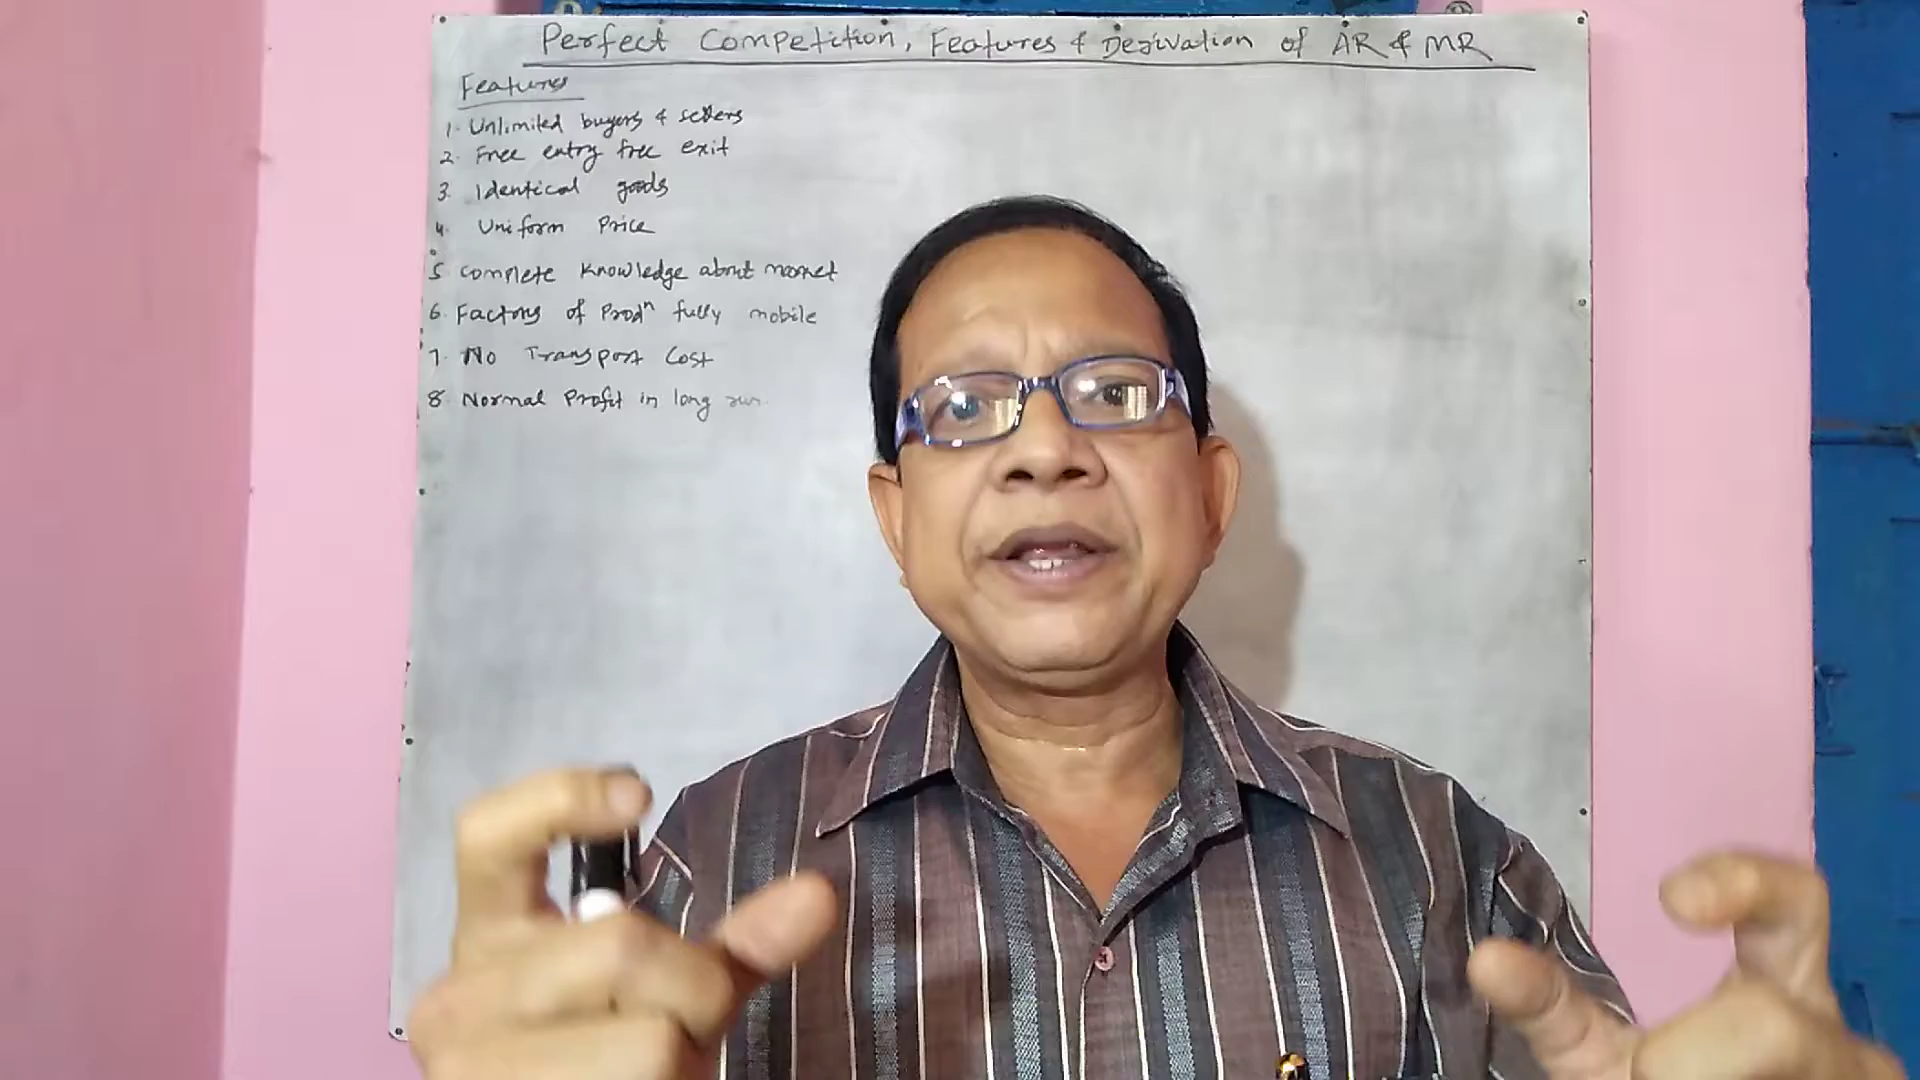 Perfect Competition, Features & Derivation of AR & MR
Features
1. Unlimited buyers & sellers
2. Free entry free exit
3. Identical goods
4. Uniform Price
5 Complete Knowledge about market
6. Factors of Prodⁿ fully mobile
7. No Transport Cost
8. Normal Profit in long run